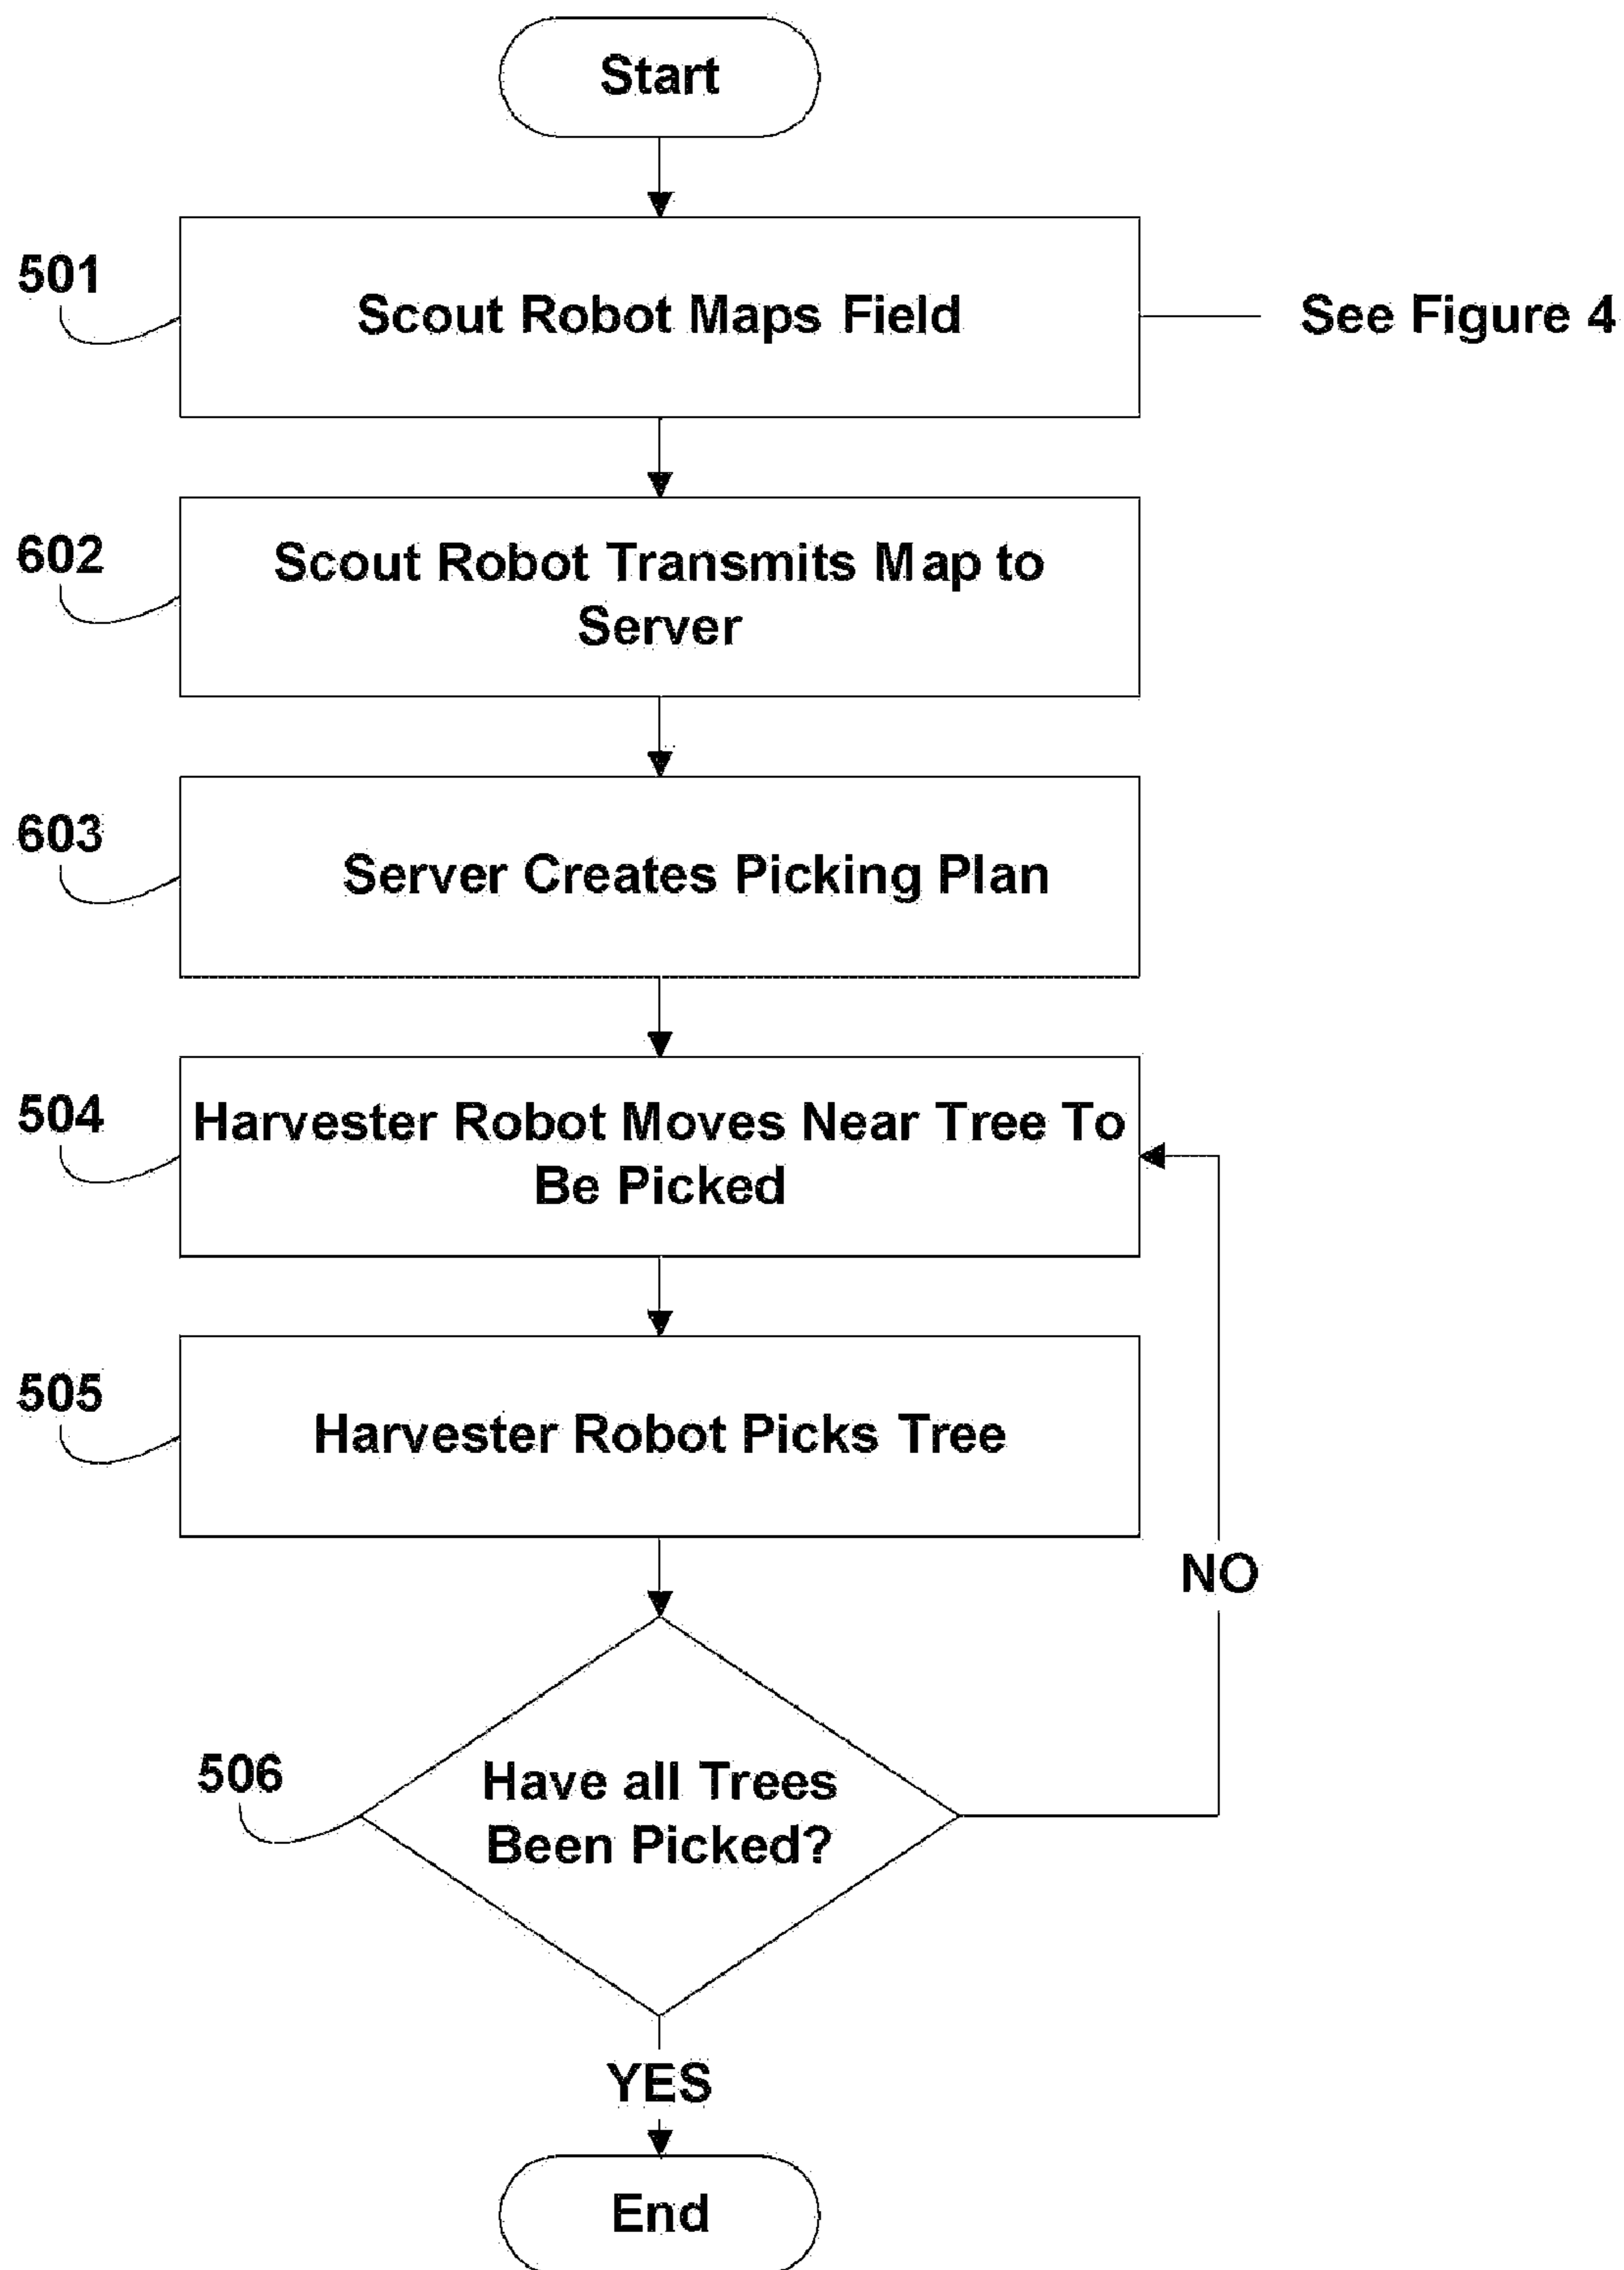 Start
501
Scout Robot Maps Field
See Figure 4
602
Scout Robot Transmits Map to
Server
603
Server Creates Picking Plan
504
Harvester Robot Moves Near Tree To
Be Picked
505
Harvester Robot Picks Tree
NO
506
Have all Trees
Been Picked?
YES
End